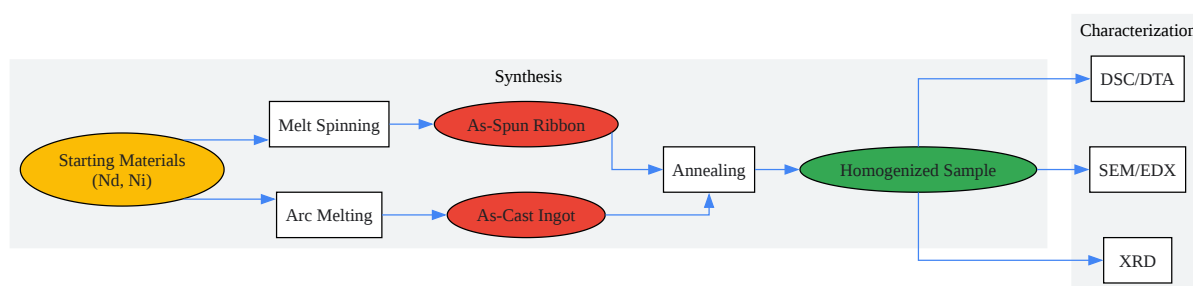 Characterization
Synthesis
DSC/DTA
Melt Spinning
As-Spun Ribbon
Starting Materials
(Nd, Ni)
Annealing
Homogenized Sample
SEM/EDX
Arc Melting
As-Cast Ingot
XRD